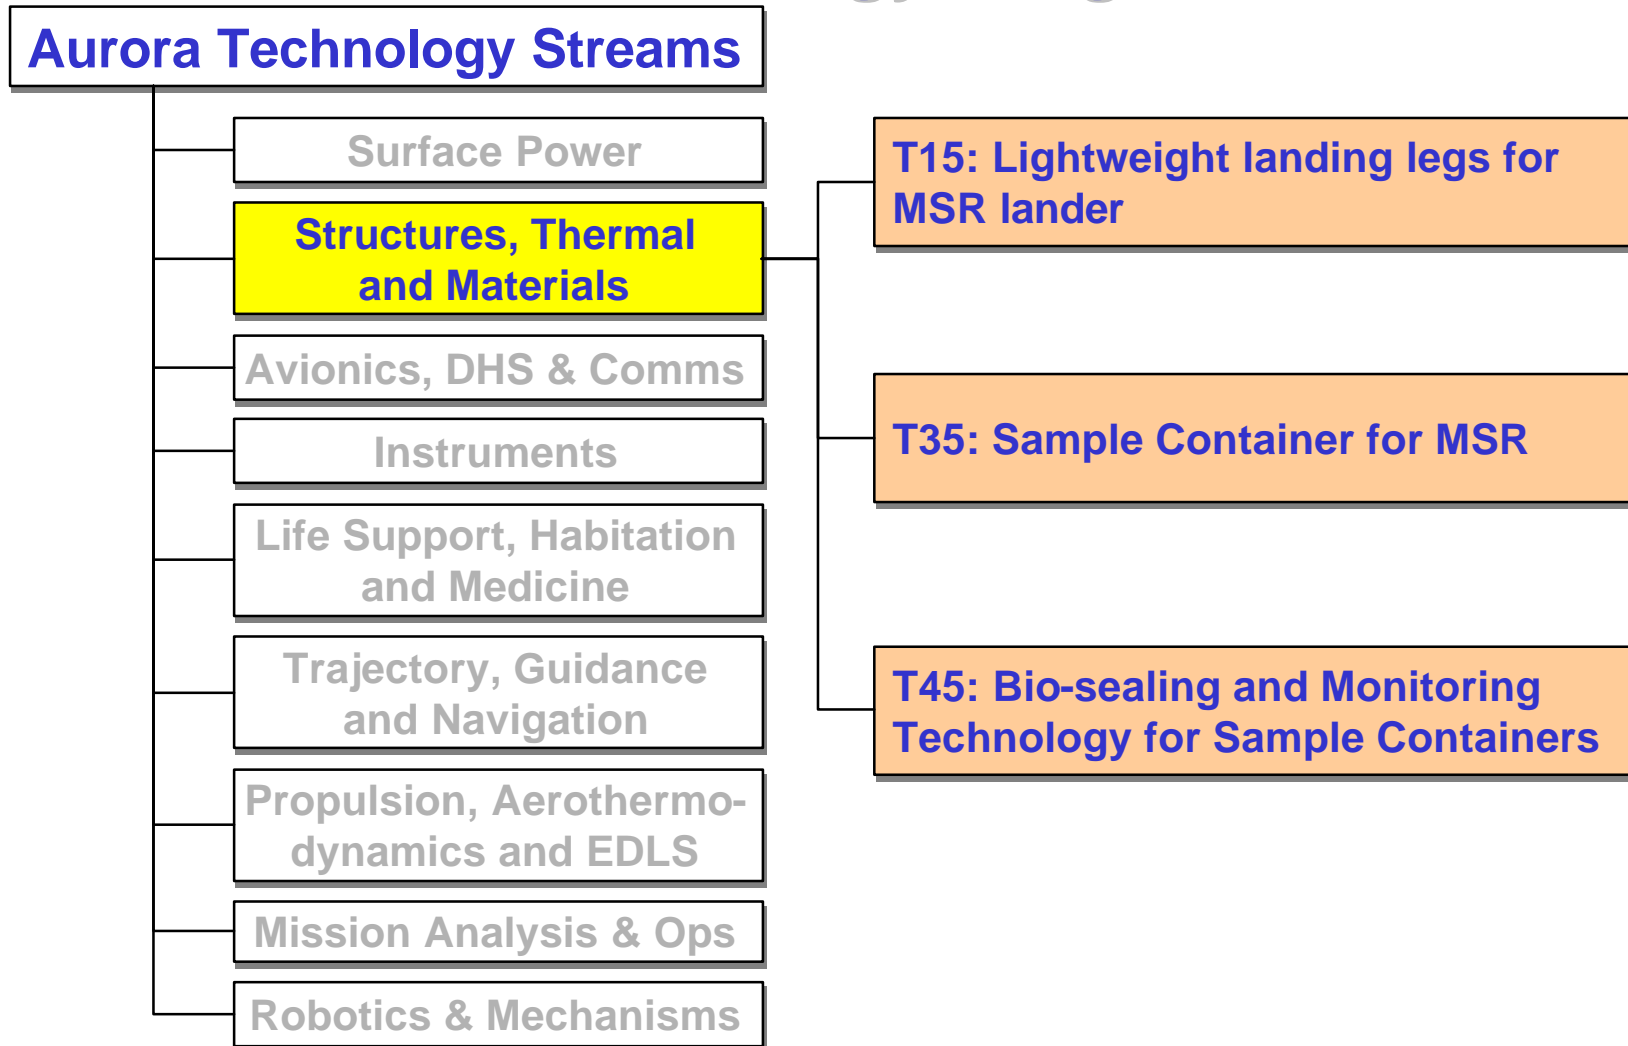 Aurora Technology Streams
Surface Power
Structures, Thermal
and Materials
Avionics, DHS & Comms
Instruments
Life Support, Habitation
and Medicine
Trajectory, Guidance
and Navigation
Propulsion, Aerothermo-
dynamics and EDLS
Mission Analysis & Ops
Robotics & Mechanisms
T15: Lightweight landing legs for
MSR lander
T35: Sample Container for MSR
T45: Bio-sealing and Monitoring
Technology for Sample Containers